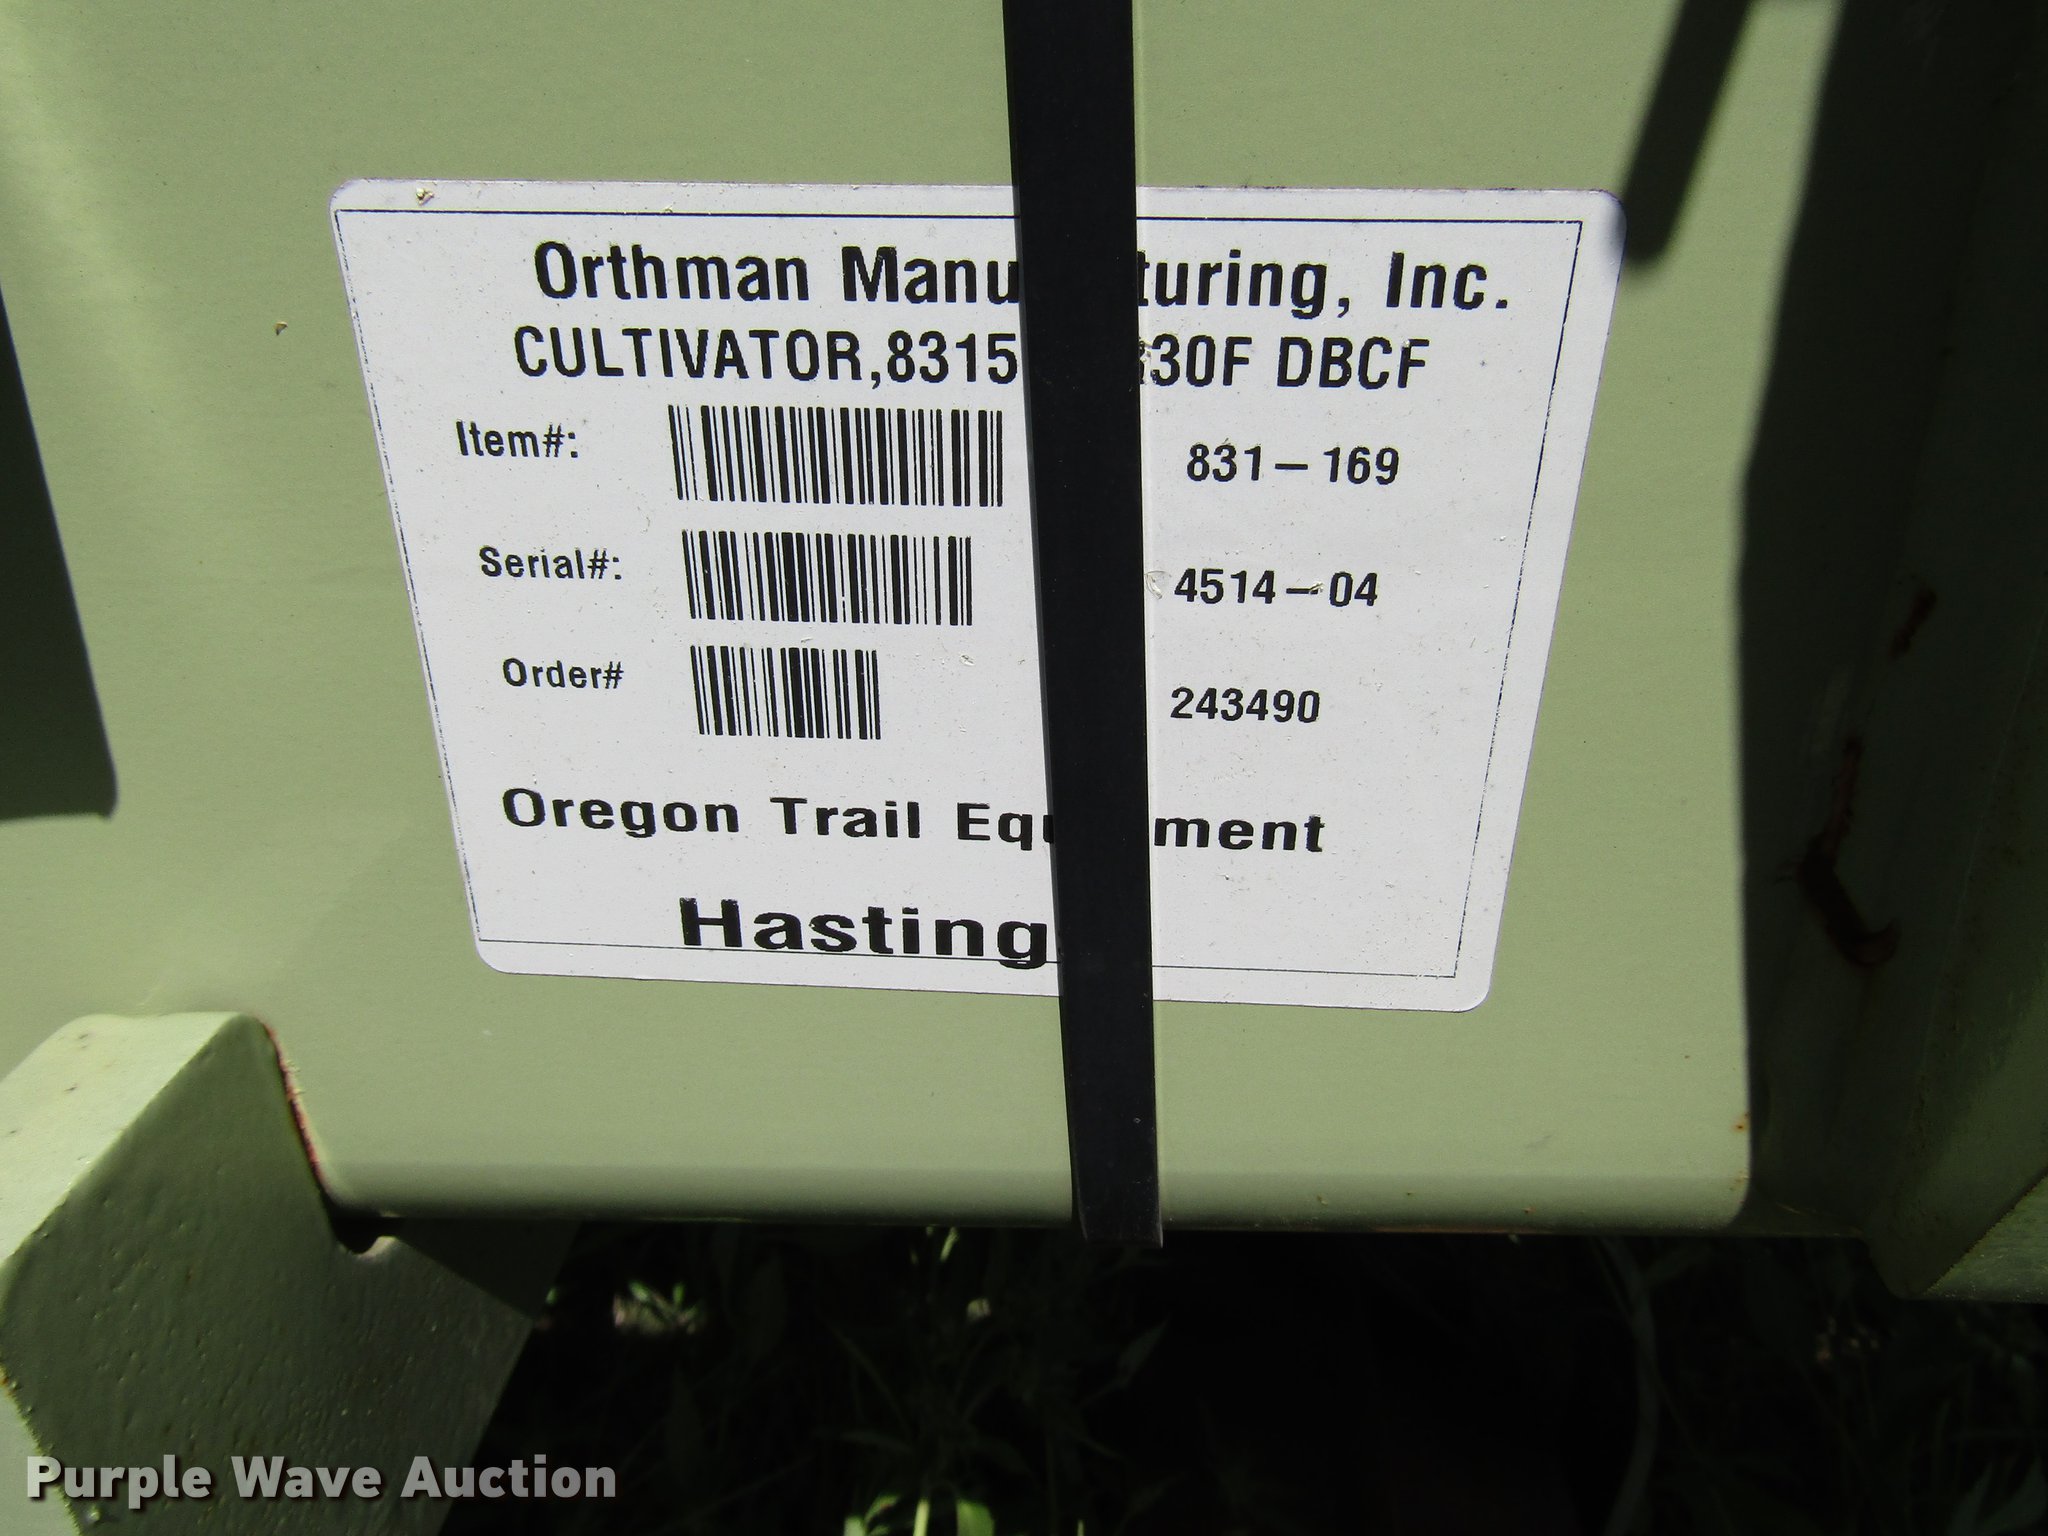 Orthman Manu turing, Inc.
CULTIVATOR,8315 30F DBCF
Item#: 831-169
Serial#: 4514-04
Order# 243490
Oregon Trail Equ ment
Hasting
Purple Wave Auction